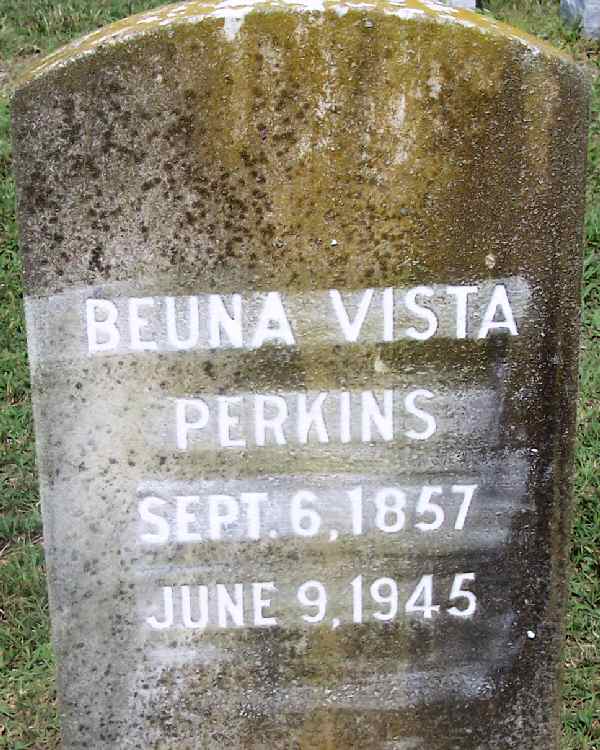 BEUNA VISTA
PERKINS
SEPT. 6, 1857
JUNE 9, 1945